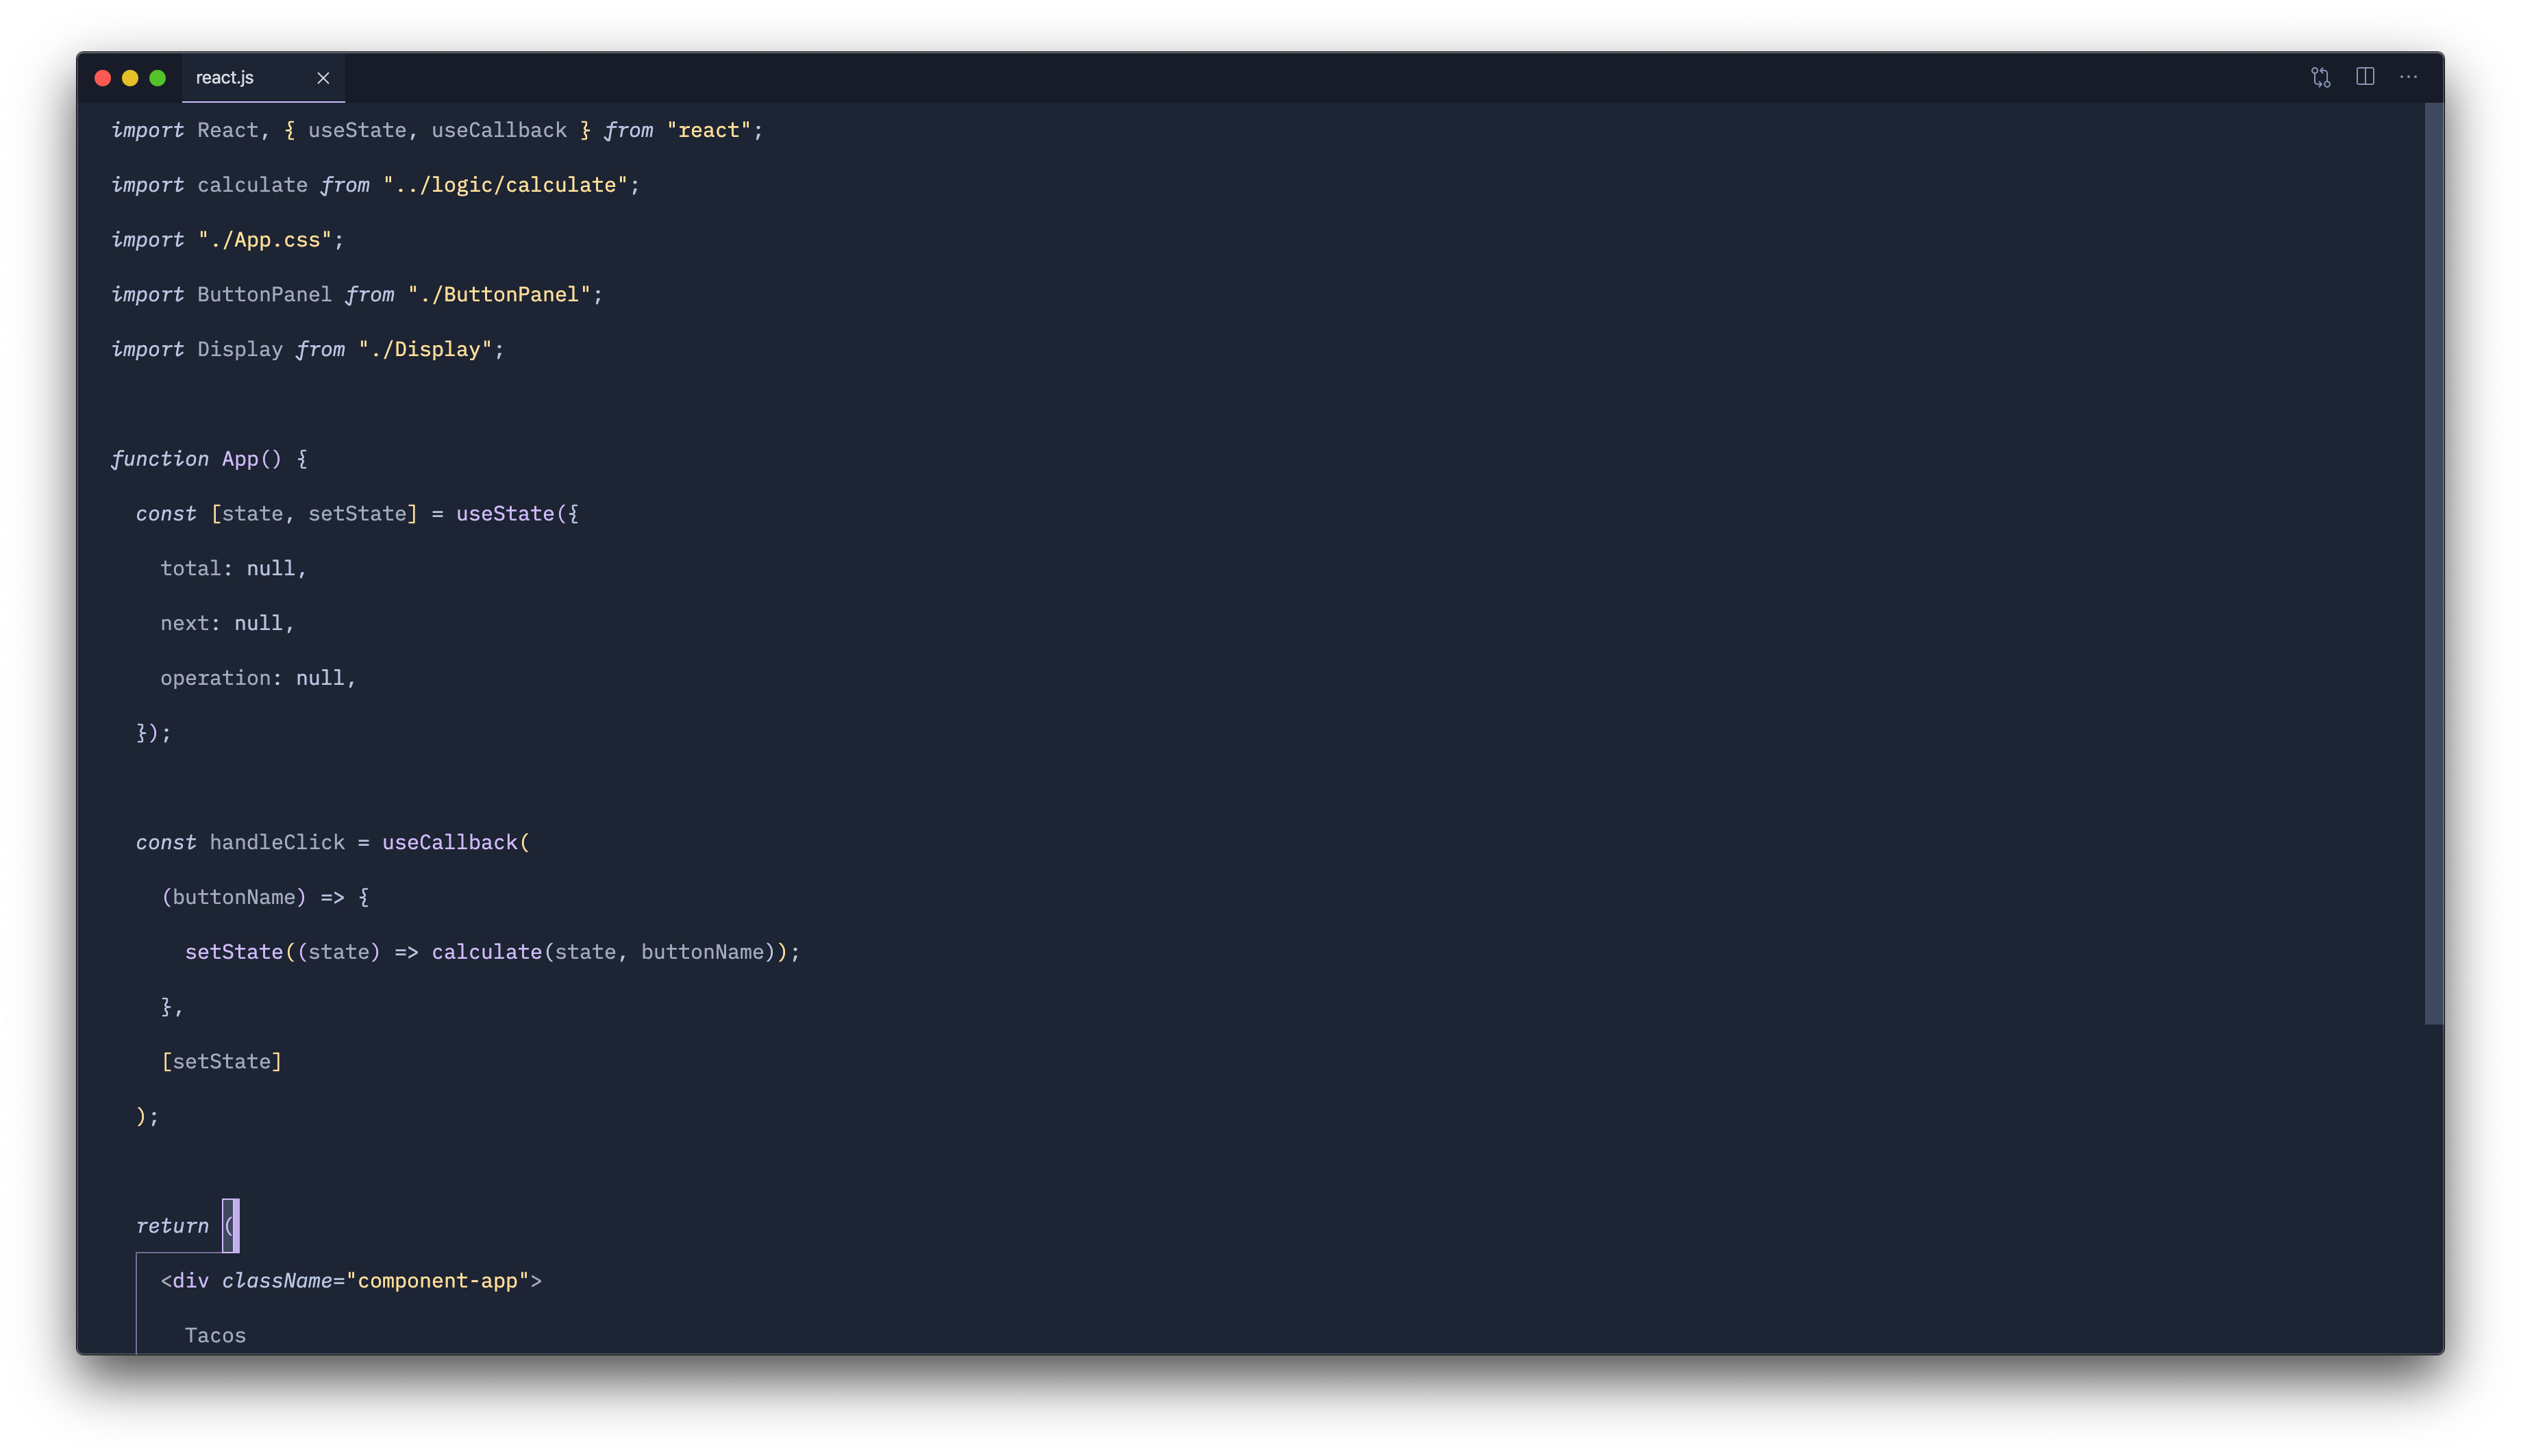 react.js
import React, { useState, useCallback } from "react";
import calculate from "../logic/calculate";
import "./App.css";
import ButtonPanel from "./ButtonPanel";
import Display from "./Display";
function App() {
  const [state, setState] = useState({
    total: null,
    next: null,
    operation: null,
  });
  const handleClick = useCallback(
    (buttonName) => {
      setState((state) => calculate(state, buttonName));
    },
    [setState]
  );
  return (
    <div className="component-app">
      Tacos